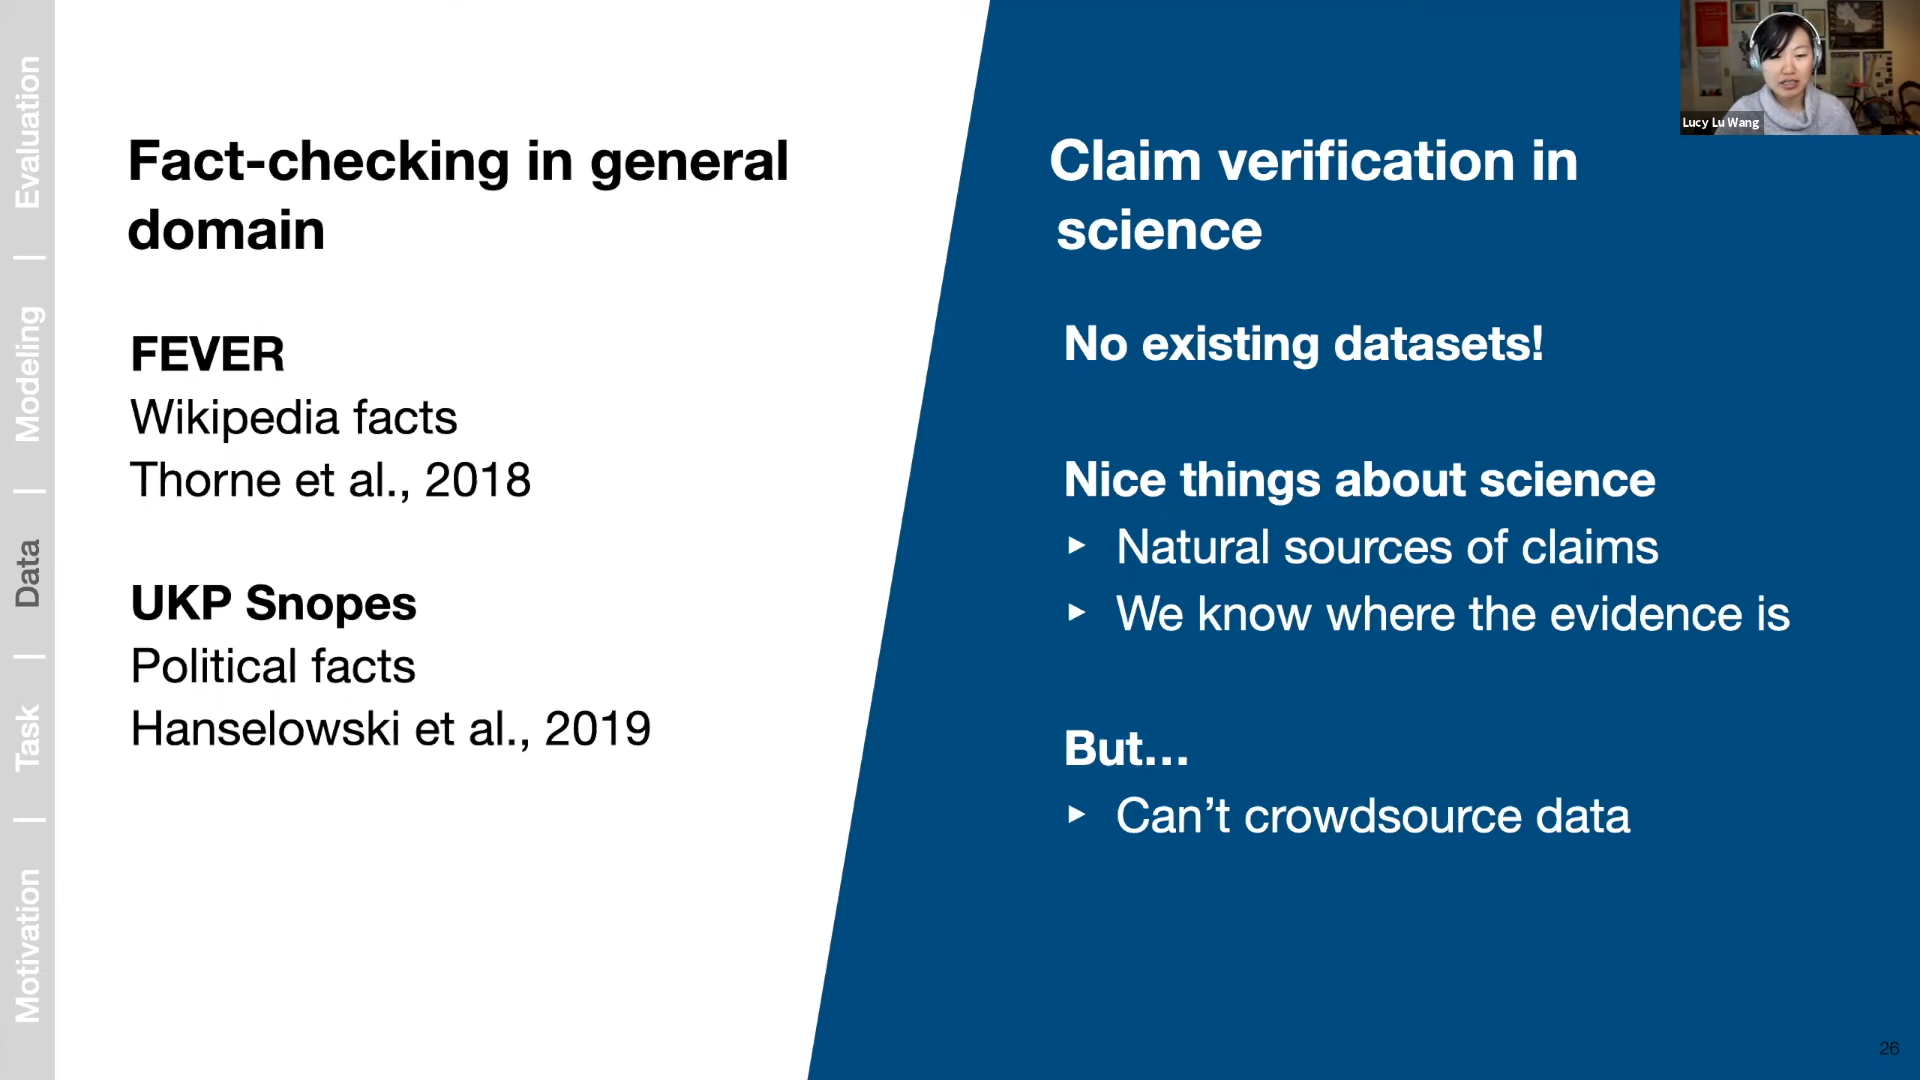 Motivation | Task | Data | Modeling | Evaluation
Fact-checking in general
domain
FEVER
Wikipedia facts
Thorne et al., 2018
UKP Snopes
Political facts
Hanselowski et al., 2019
Claim verification in
science
No existing datasets!
Nice things about science
▸ Natural sources of claims
▸ We know where the evidence is
But...
▸ Can't crowdsource data
Lucy Lu Wang
26